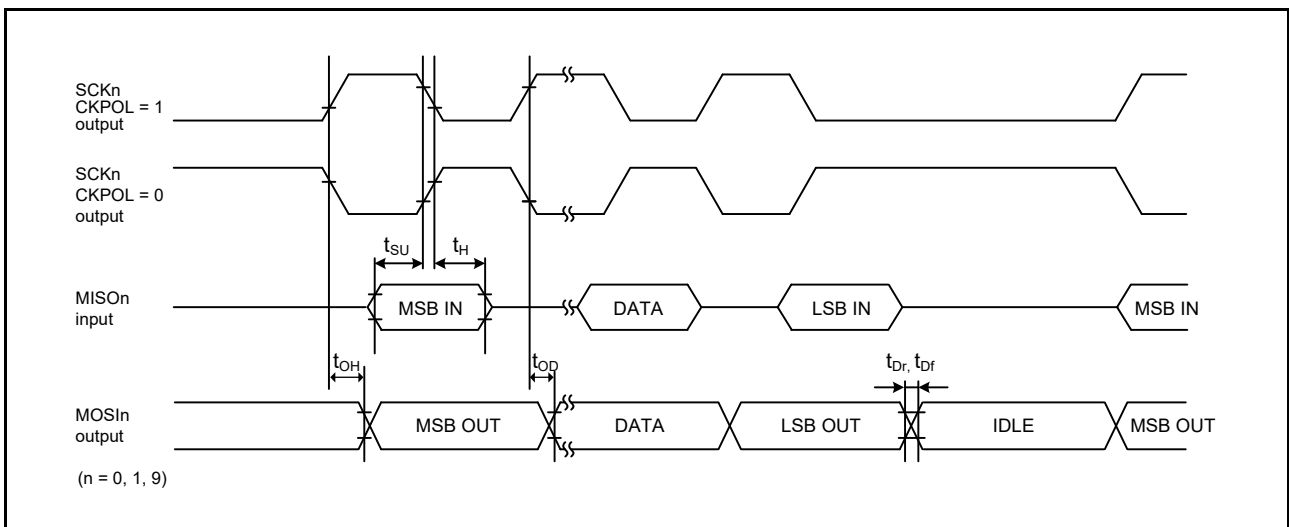 SCKn
CKPOL = 1
output
SCKn
CKPOL = 0
output
tSU
tH
MISOn
input
MSB IN
DATA
LSB IN
MSB IN
tOH
tOD
tDr, tDf
MOSIn
output
MSB OUT
DATA
LSB OUT
IDLE
MSB OUT
(n = 0, 1, 9)